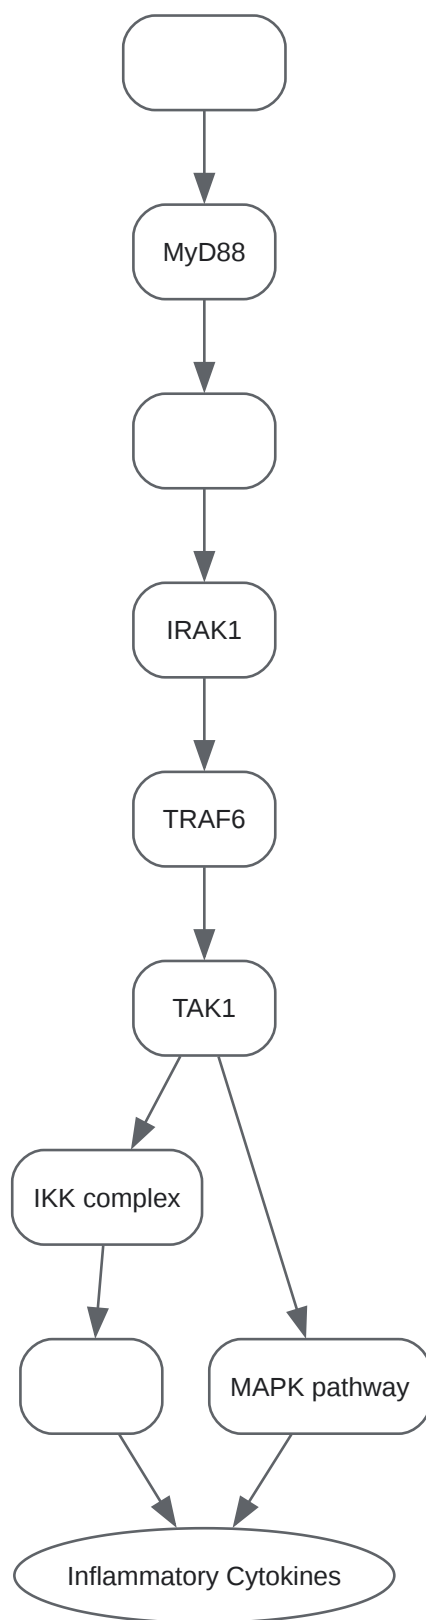 MyD88
IRAK1
TRAF6
TAK1
IKK complex
MAPK pathway
Inflammatory Cytokines